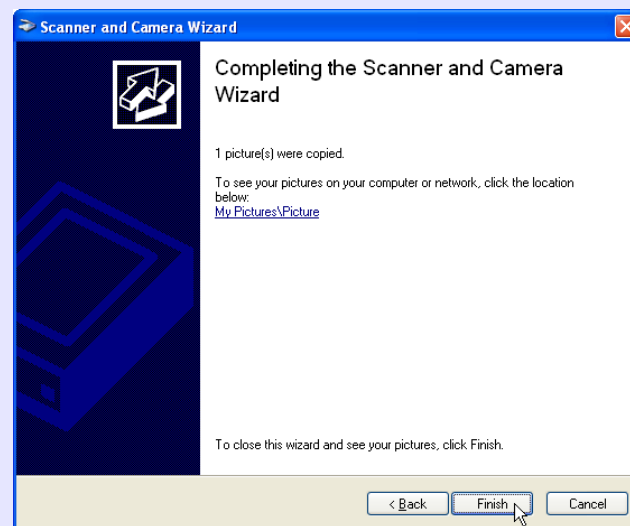 Scanner and Camera Wizard
Completing the Scanner and Camera
Wizard
1 picture(s) were copied.
To see your pictures on your computer or network, click the location
below:
My Pictures\Picture
To close this wizard and see your pictures, click Finish.
< Back Finish Cancel